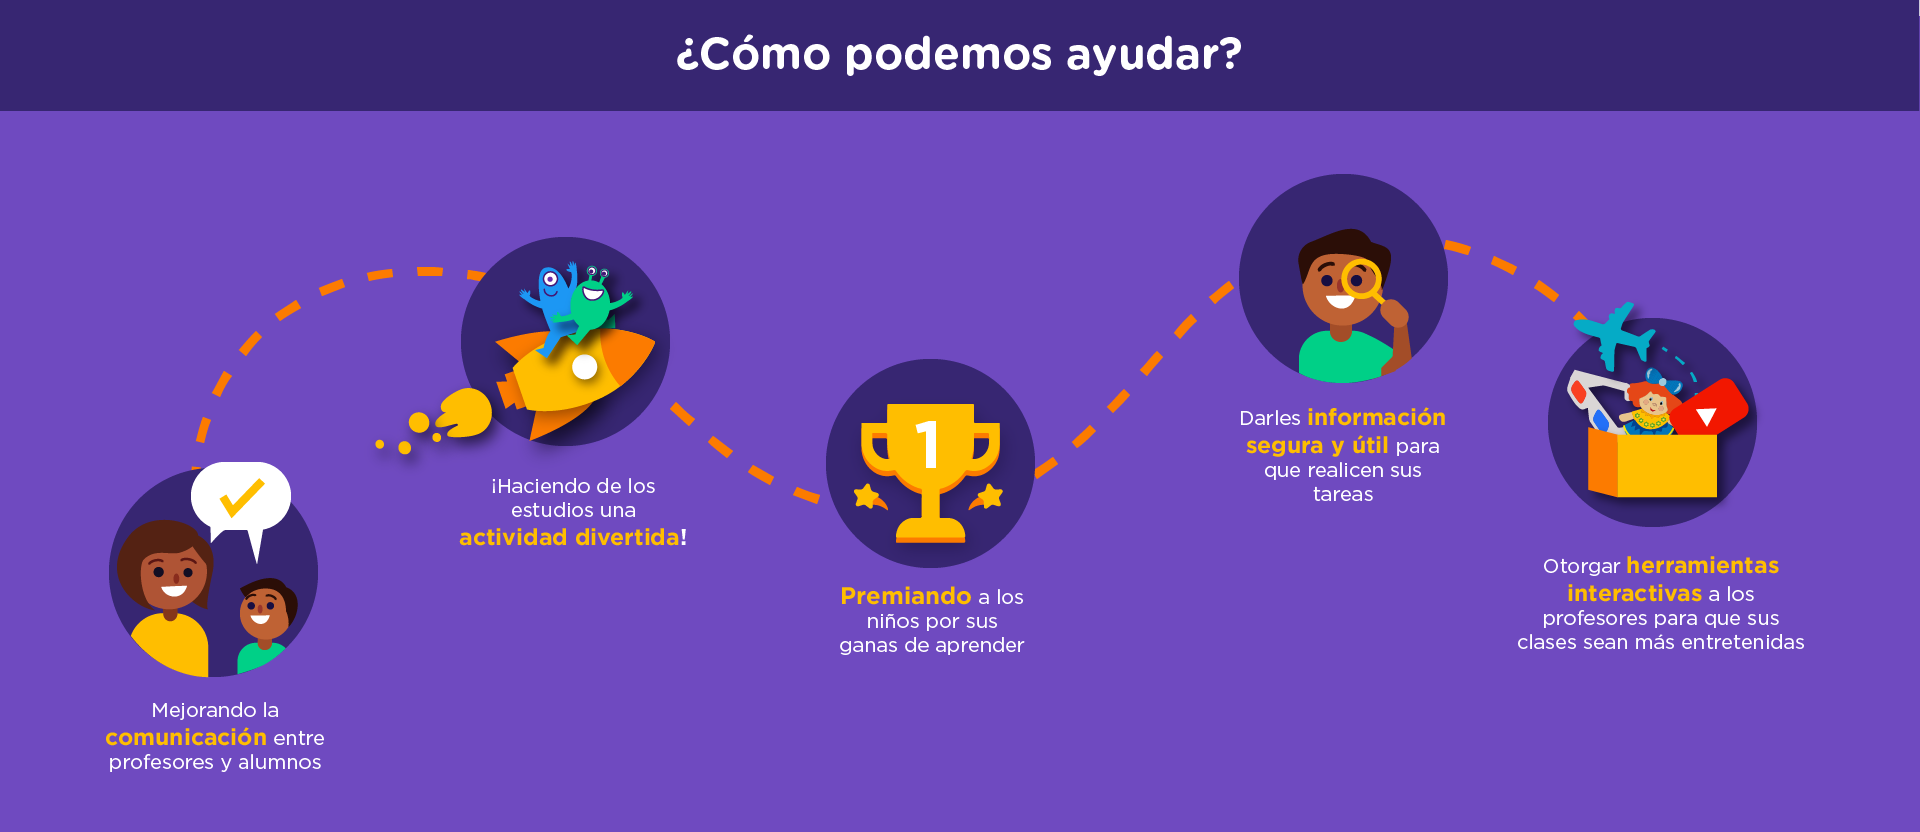 ¿Cómo podemos ayudar?
Mejorando la
comunicación entre
profesores y alumnos
¡Haciendo de los
estudios una
actividad divertida!
1
Premiando a los
niños por sus
ganas de aprender
Darles información
segura y útil para
que realicen sus
tareas
Otorgar herramientas
interactivas a los
profesores para que sus
clases sean más entretenidas